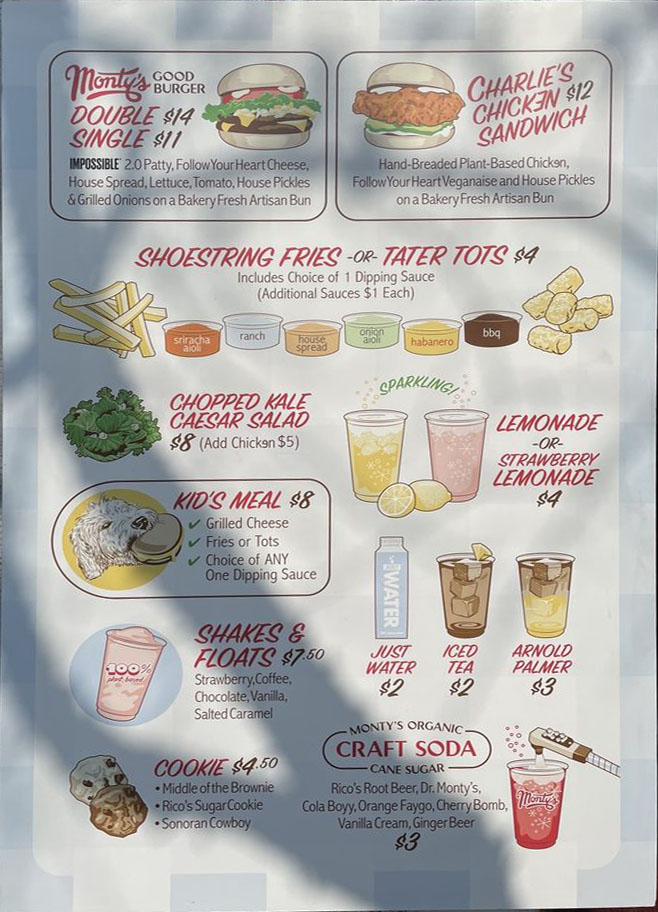 Monty's GOOD BURGER
DOUBLE $14
SINGLE $11
IMPOSSIBLE™ 2.0 Patty, Follow Your Heart Cheese,
House Spread, Lettuce, Tomato, House Pickles
& Grilled Onions on a Bakery Fresh Artisan Bun
CHARLIE'S
CHICKƎN $12
SANDWICH
Hand-Breaded Plant-Based Chickən,
Follow Your Heart Veganaise and House Pickles
on a Bakery Fresh Artisan Bun
SHOESTRING FRIES -OR- TATER TOTS $4
Includes Choice of 1 Dipping Sauce
(Additional Sauces $1 Each)
sriracha aioli
ranch
house spread
onion aioli
habanero
bbq
CHOPPED KALE
CAESAR SALAD
$8 (Add Chickən $5)
SPARKLING!
LEMONADE
-OR-
STRAWBERRY
LEMONADE
$4
KID'S MEAL $8
✓ Grilled Cheese
✓ Fries or Tots
✓ Choice of ANY
One Dipping Sauce
WATER
JUST
WATER
$2
ICED
TEA
$2
ARNOLD
PALMER
$3
100%
plant-based
SHAKES &
FLOATS $7.50
Strawberry, Coffee,
Chocolate, Vanilla,
Salted Caramel
COOKIE $4.50
• Middle of the Brownie
• Rico's Sugar Cookie
• Sonoran Cowboy
MONTY'S ORGANIC
CRAFT SODA
CANE SUGAR
Rico's Root Beer, Dr. Monty's,
Cola Boyy, Orange Faygo, Cherry Bomb,
Vanilla Cream, Ginger Beer
$3
Monty's